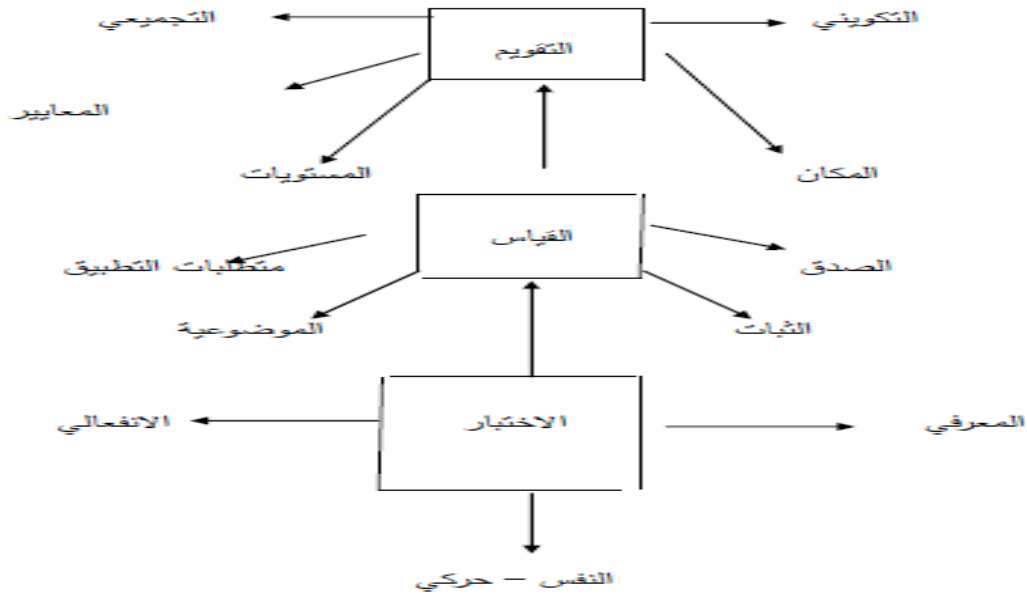 التكويني
التجميعي
التقويم
المعايير
المكان
المستويات
القياس
الصدق
متطلبات التطبيق
الثبات
الموضوعية
الاختبار
المعرفي
الانفعالي
النفس – حركي